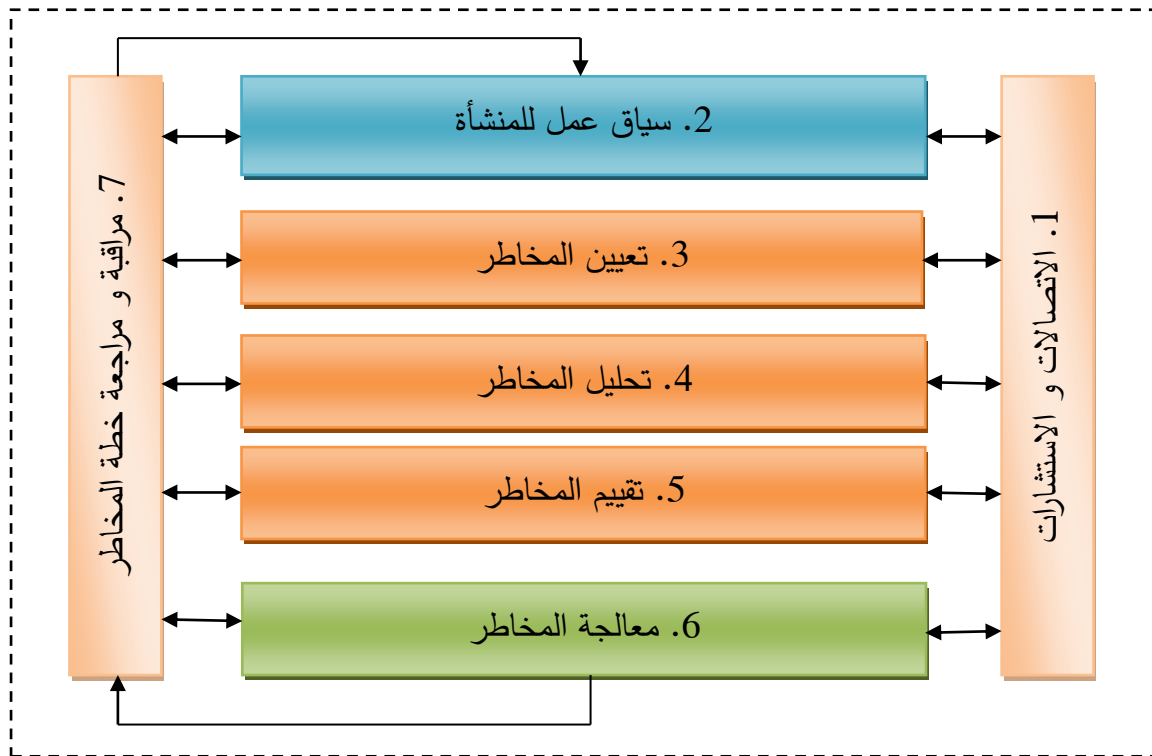 1. الاتصالات و الاستشارات
2. سياق عمل للمنشأة
3. تعيين المخاطر
4. تحليل المخاطر
5. تقييم المخاطر
6. معالجة المخاطر
7. مراقبة و مراجعة خطة المخاطر